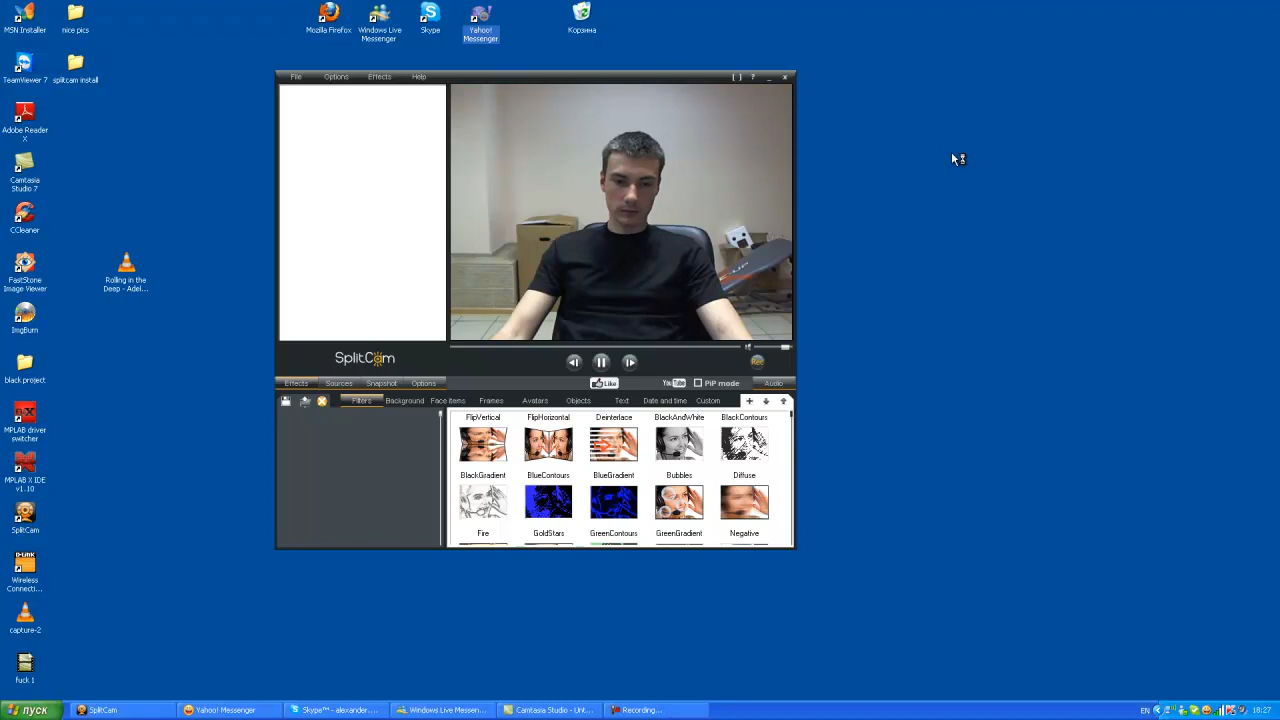 MSN Installer
nice pics
Mozilla Firefox
Windows Live
Messenger
Skype
Yahoo!
Messenger
Корзина
TeamViewer 7
splitcam install
Adobe Reader
X
Camtasia
Studio 7
CCleaner
FastStone
Image Viewer
Rolling in the
Deep - Adel...
ImgBurn
black project
MPLAB driver
switcher
MPLAB X IDE
v1.10
SplitCam
D-Link
Wireless
Connecti...
capture-2
fuck 1
File Options Effects Help
[ ] ? _ x
SplitCam
Rec
Effects Sources Snapshot Options
Like
YouTube
PiP mode
Audio
Filters Background Face items Frames Avatars Objects Text Date and time Custom
FlipVertical FlipHorizontal Deinterlace BlackAndWhite BlackContours
BlackGradient BlueContours BlueGradient Bubbles Diffuse
Fire GoldStars GreenContours GreenGradient Negative
пуск
SplitCam
Yahoo! Messenger
Skype™ - alexander....
Windows Live Messen...
Camtasia Studio - Unt...
Recording...
EN
18:27